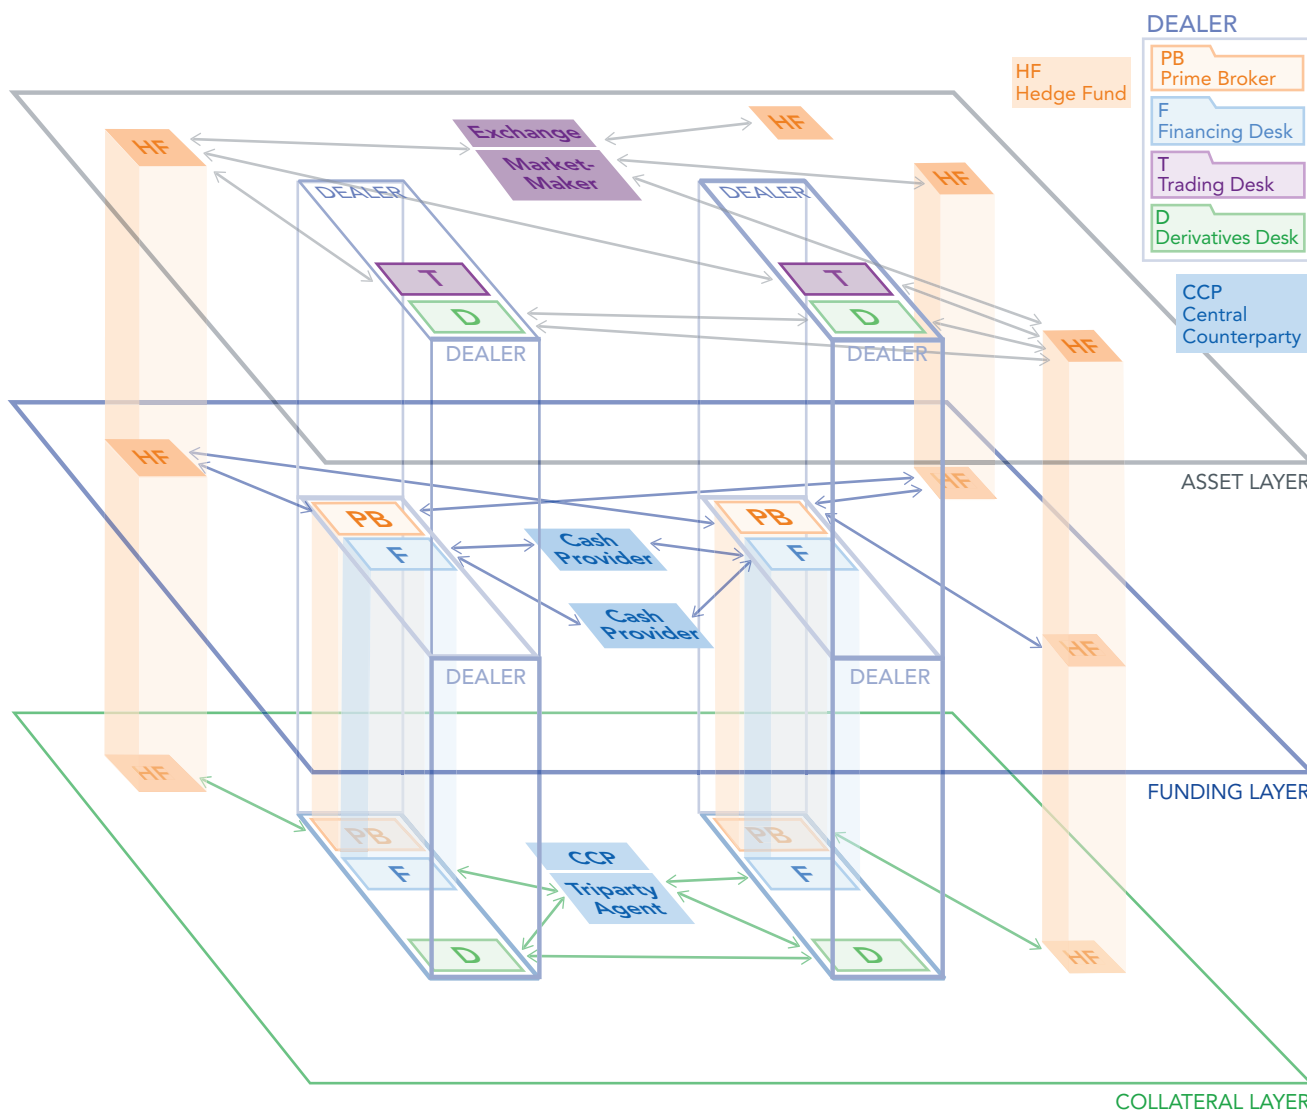 DEALER
PB
Prime Broker
HF
Hedge Fund
F
Financing Desk
T
Trading Desk
D
Derivatives Desk
CCP
Central
Counterparty
HF
Exchange
HF
Market-
Maker
HF
DEALER
DEALER
T
T
D
D
DEALER
DEALER
HF
ASSET LAYER
HF
HF
PB
PB
F
Cash
Provider
F
Cash
Provider
HF
DEALER
DEALER
FUNDING LAYER
HF
PB
PB
F
CCP
F
Triparty
Agent
D
D
HF
COLLATERAL LAYER